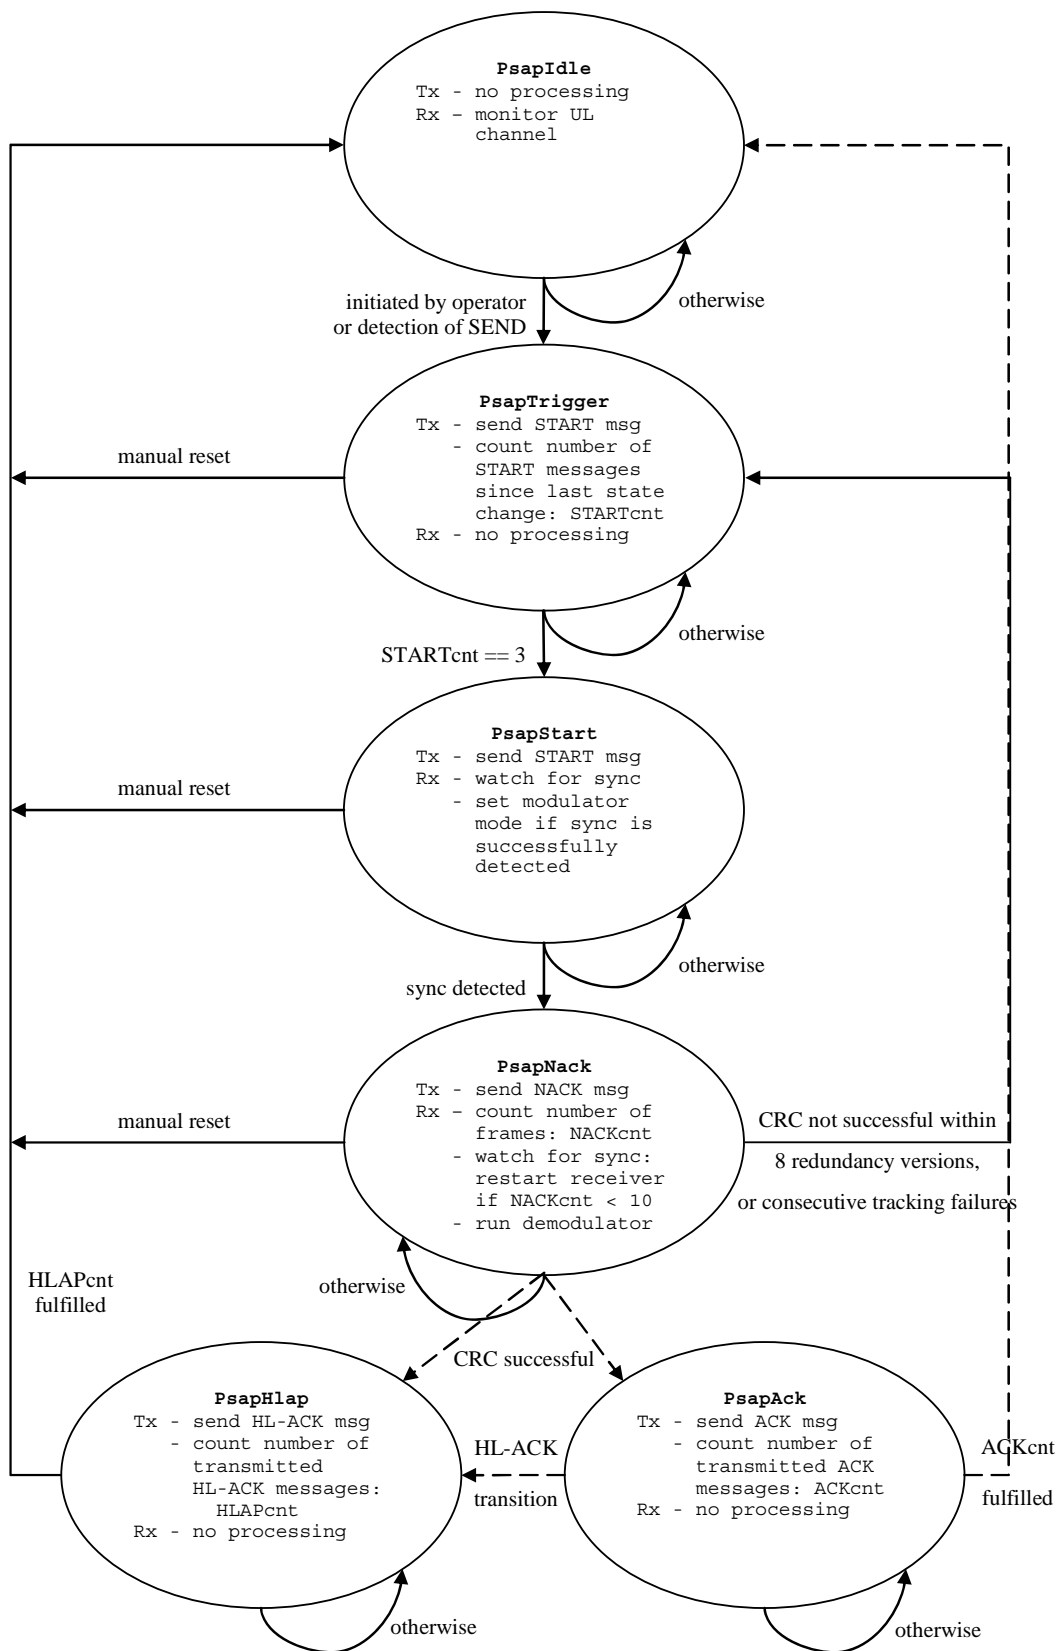 PsapIdle
Tx - no processing
Rx – monitor UL
channel
initiated by operator
or detection of SEND
otherwise
PsapTrigger
Tx - send START msg
- count number of
START messages
since last state
change: STARTcnt
Rx - no processing
manual reset
otherwise
STARTcnt == 3
PsapStart
Tx - send START msg
Rx - watch for sync
- set modulator
mode if sync is
successfully
detected
manual reset
otherwise
sync detected
PsapNack
Tx - send NACK msg
Rx – count number of
frames: NACKcnt
- watch for sync:
restart receiver
if NACKcnt < 10
- run demodulator
manual reset
CRC not successful within
8 redundancy versions,
or consecutive tracking failures
otherwise
HLAPcnt
fulfilled
CRC successful
PsapHlap
Tx - send HL-ACK msg
- count number of
transmitted
HL-ACK messages:
HLAPcnt
Rx - no processing
HL-ACK
transition
PsapAck
Tx - send ACK msg
- count number of
transmitted ACK
messages: ACKcnt
Rx - no processing
ACKcnt
fulfilled
otherwise
otherwise